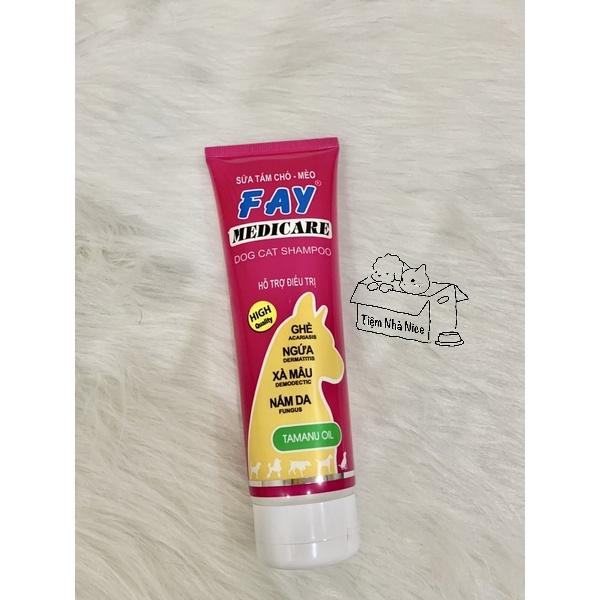 SỮA TẮM CHÓ - MÈO
FAY®
MEDICARE
DOG CAT SHAMPOO
HỖ TRỢ ĐIỀU TRỊ
HIGH
Quality
GHẺ
ACARIASIS
NGỨA
DERMATITIS
XÀ MÂU
DEMODECTIC
NẤM DA
FUNGUS
TAMANU OIL
Tiệm Nhà Nice